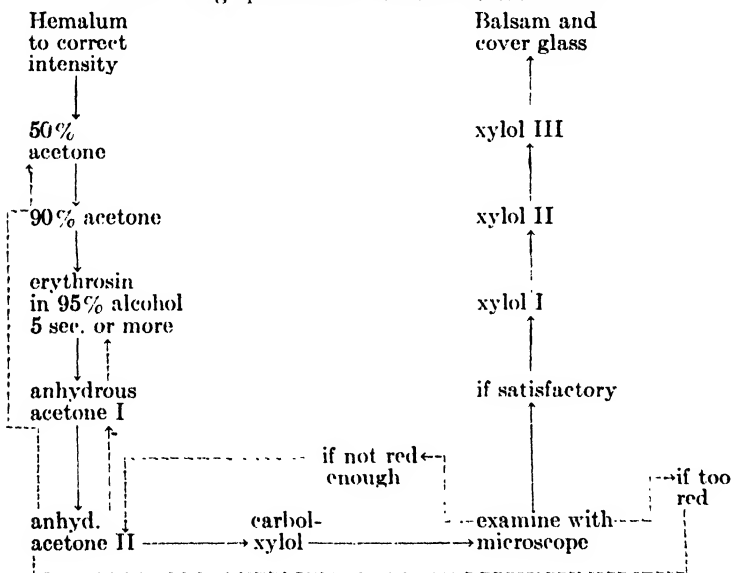 Hemalum
to correct
intensity
50%
acetone
90% acetone
erythrosin
in 95% alcohol
5 sec. or more
anhydrous
acetone I
anhyd.
acetone II
carbol-
xylol
if not red
enough
examine with
microscope
if too
red
if satisfactory
xylol I
xylol II
xylol III
Balsam and
cover glass